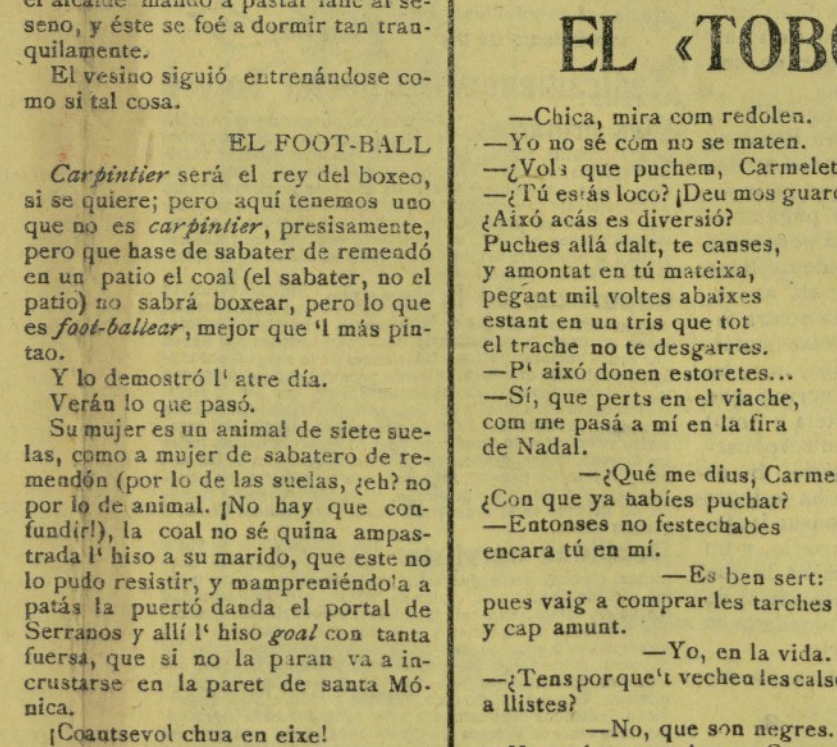 el alcalde mandó a pastar fanc al se-
seno, y éste se foé a dormir tan tran-
quilamente.
El vesino siguió entrenándose co-
mo si tal cosa.
EL FOOT-BALL
Carpintier será el rey del boxeo,
si se quiere; pero aquí tenemos uno
que no es carpintier, presisamente,
pero que hase de sabater de remendó
en un patio el coal (el sabater, no el
patio) no sabrá boxear, pero lo que
es foot-ballear, mejor que 'l más pin-
tao.
Y lo demostró l' atre día.
Verán lo que pasó.
Su mujer es un animal de siete sue-
las, como a mujer de sabatero de re-
mendón (por lo de las suelas, ¿eh? no
por lo de animal. ¡No hay que con-
fundir!), la coal no sé quina ampas-
trada l' hiso a su marido, que este no
lo pudo resistir, y mampreniéndola a
patás la puertó danda el portal de
Serranos y allí l' hiso goal con tanta
fuersa, que si no la paran va a in-
crustarse en la paret de santa Mó-
nica.
¡Coantsevol chua en eixe!
EL «TOBO
—Chica, mira com redolen.
—Yo no sé cóm no se maten.
—¿Vols que puchem, Carmelet
—¿Tú estás loco? ¡Deu mos guard
¿Aixó acás es diversió?
Puches allá dalt, te canses,
y amontat en tú mateixa,
pegant mil voltes abaixes
estant en un tris que tot
el trache no te desgarres.
—P' aixó donen estoretes...
—Sí, que perts en el viache,
com me pasá a mí en la fira
de Nadal.
—¿Qué me dius, Carme
¿Con que ya habíes puchat?
—Entonses no festechabes
encara tú en mí.
—Es ben sert:
pues vaig a comprar les tarches
y cap amunt.
—Yo, en la vida.
—¿Tens por que't vechen les calse
a llistes?
—No, que son negres.